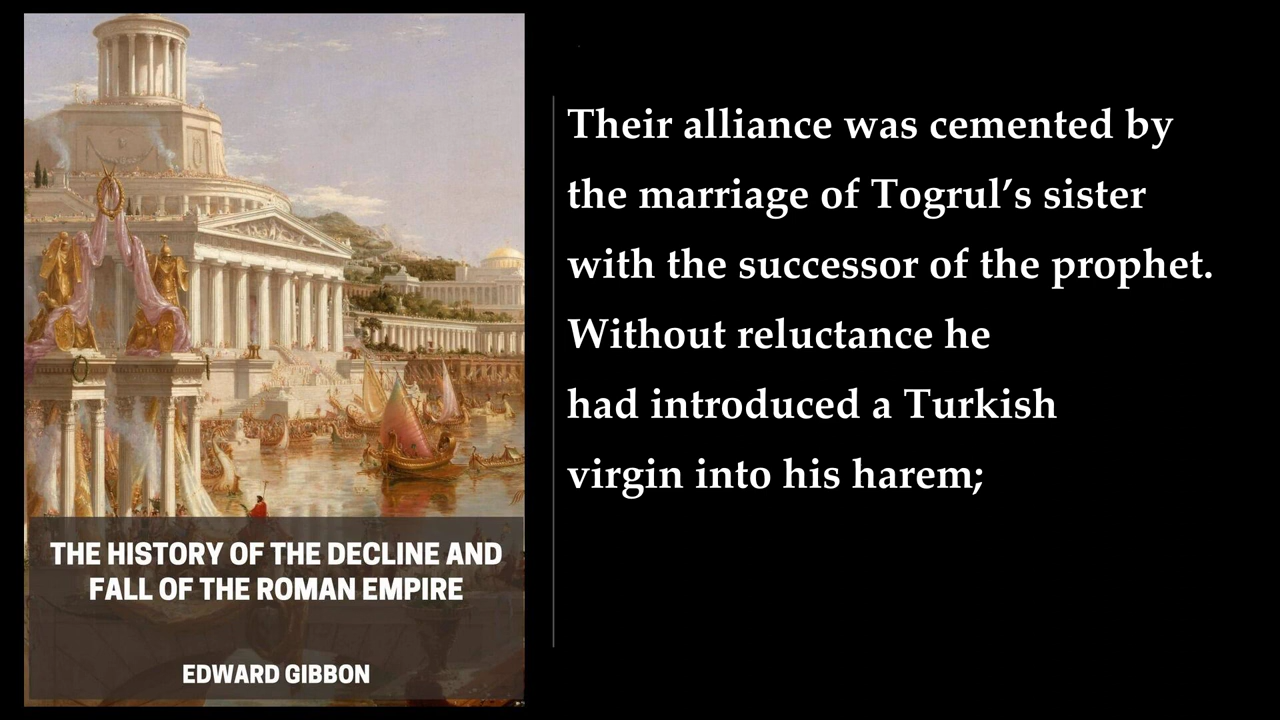 Their alliance was cemented by
the marriage of Togrul’s sister
with the successor of the prophet.
Without reluctance he
had introduced a Turkish
virgin into his harem;
THE HISTORY OF THE DECLINE AND
FALL OF THE ROMAN EMPIRE
EDWARD GIBBON